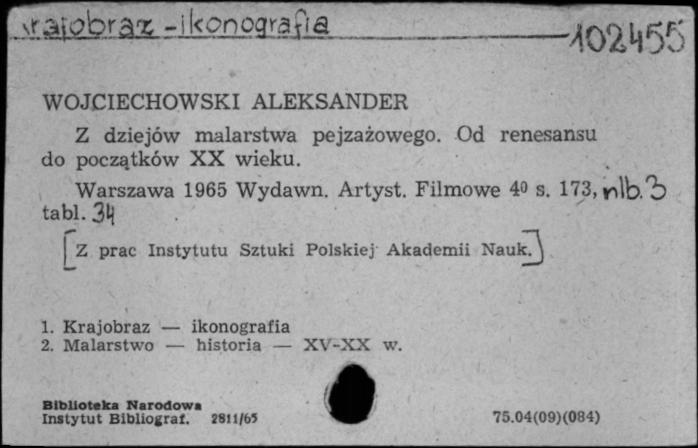 krajobraz - ikonografia
102455
WOJCIECHOWSKI ALEKSANDER
Z dziejów malarstwa pejzażowego. Od renesansu
do początków XX wieku.
Warszawa 1965 Wydawn. Artyst. Filmowe 4⁰ s. 173, nlb. 3
tabl. 34
[Z prac Instytutu Sztuki Polskiej Akademii Nauk.]
1. Krajobraz — ikonografia
2. Malarstwo — historia — XV-XX w.
Biblioteka Narodowa
Instytut Bibliograf. 2811/65
75.04(09)(084)